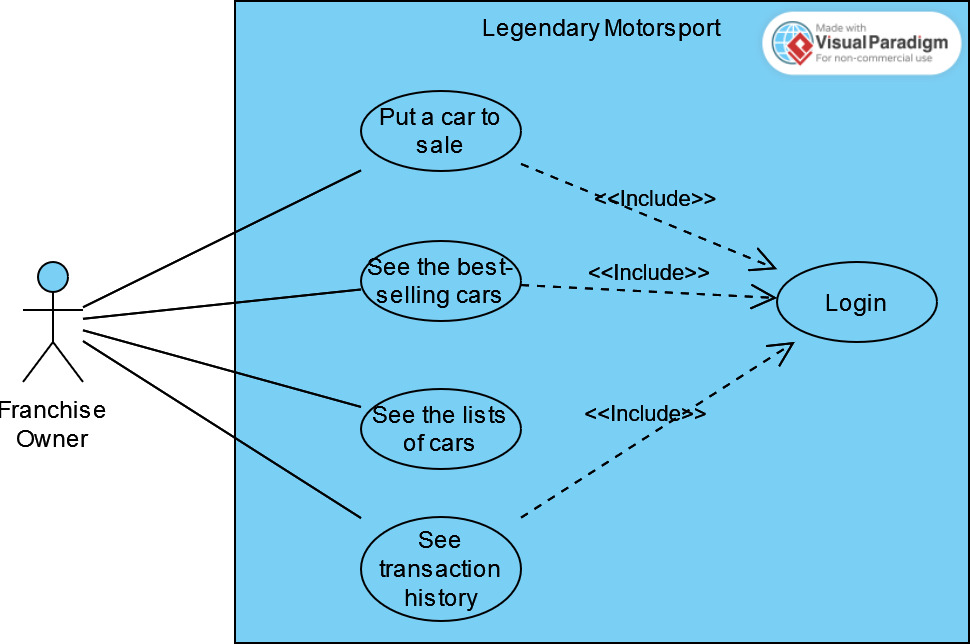 Legendary Motorsport
Made with
Visual Paradigm
For non-commercial use
Put a car to
sale
<<Include>>
See the best-
selling cars
<<Include>>
Login
Franchise
Owner
See the lists
of cars
<<Include>>
See
transaction
history